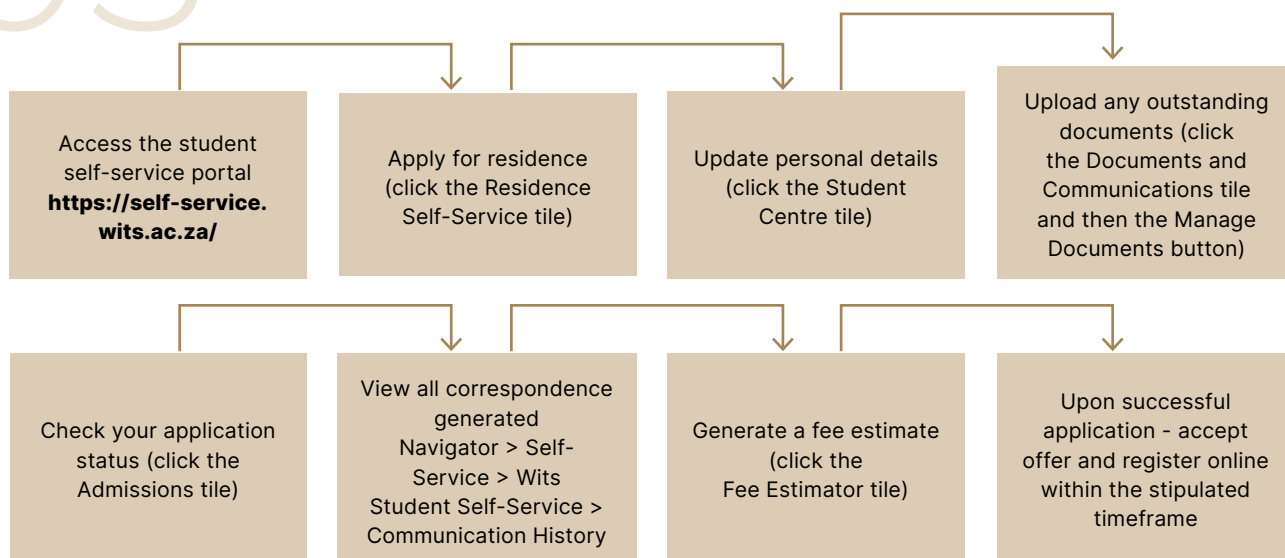 Access the student
self-service portal
https://self-service.
wits.ac.za/
Apply for residence
(click the Residence
Self-Service tile)
Update personal details
(click the Student
Centre tile)
Upload any outstanding
documents (click
the Documents and
Communications tile
and then the Manage
Documents button)
Check your application
status (click the
Admissions tile)
View all correspondence
generated
Navigator > Self-
Service > Wits
Student Self-Service >
Communication History
Generate a fee estimate
(click the
Fee Estimator tile)
Upon successful
application - accept
offer and register online
within the stipulated
timeframe